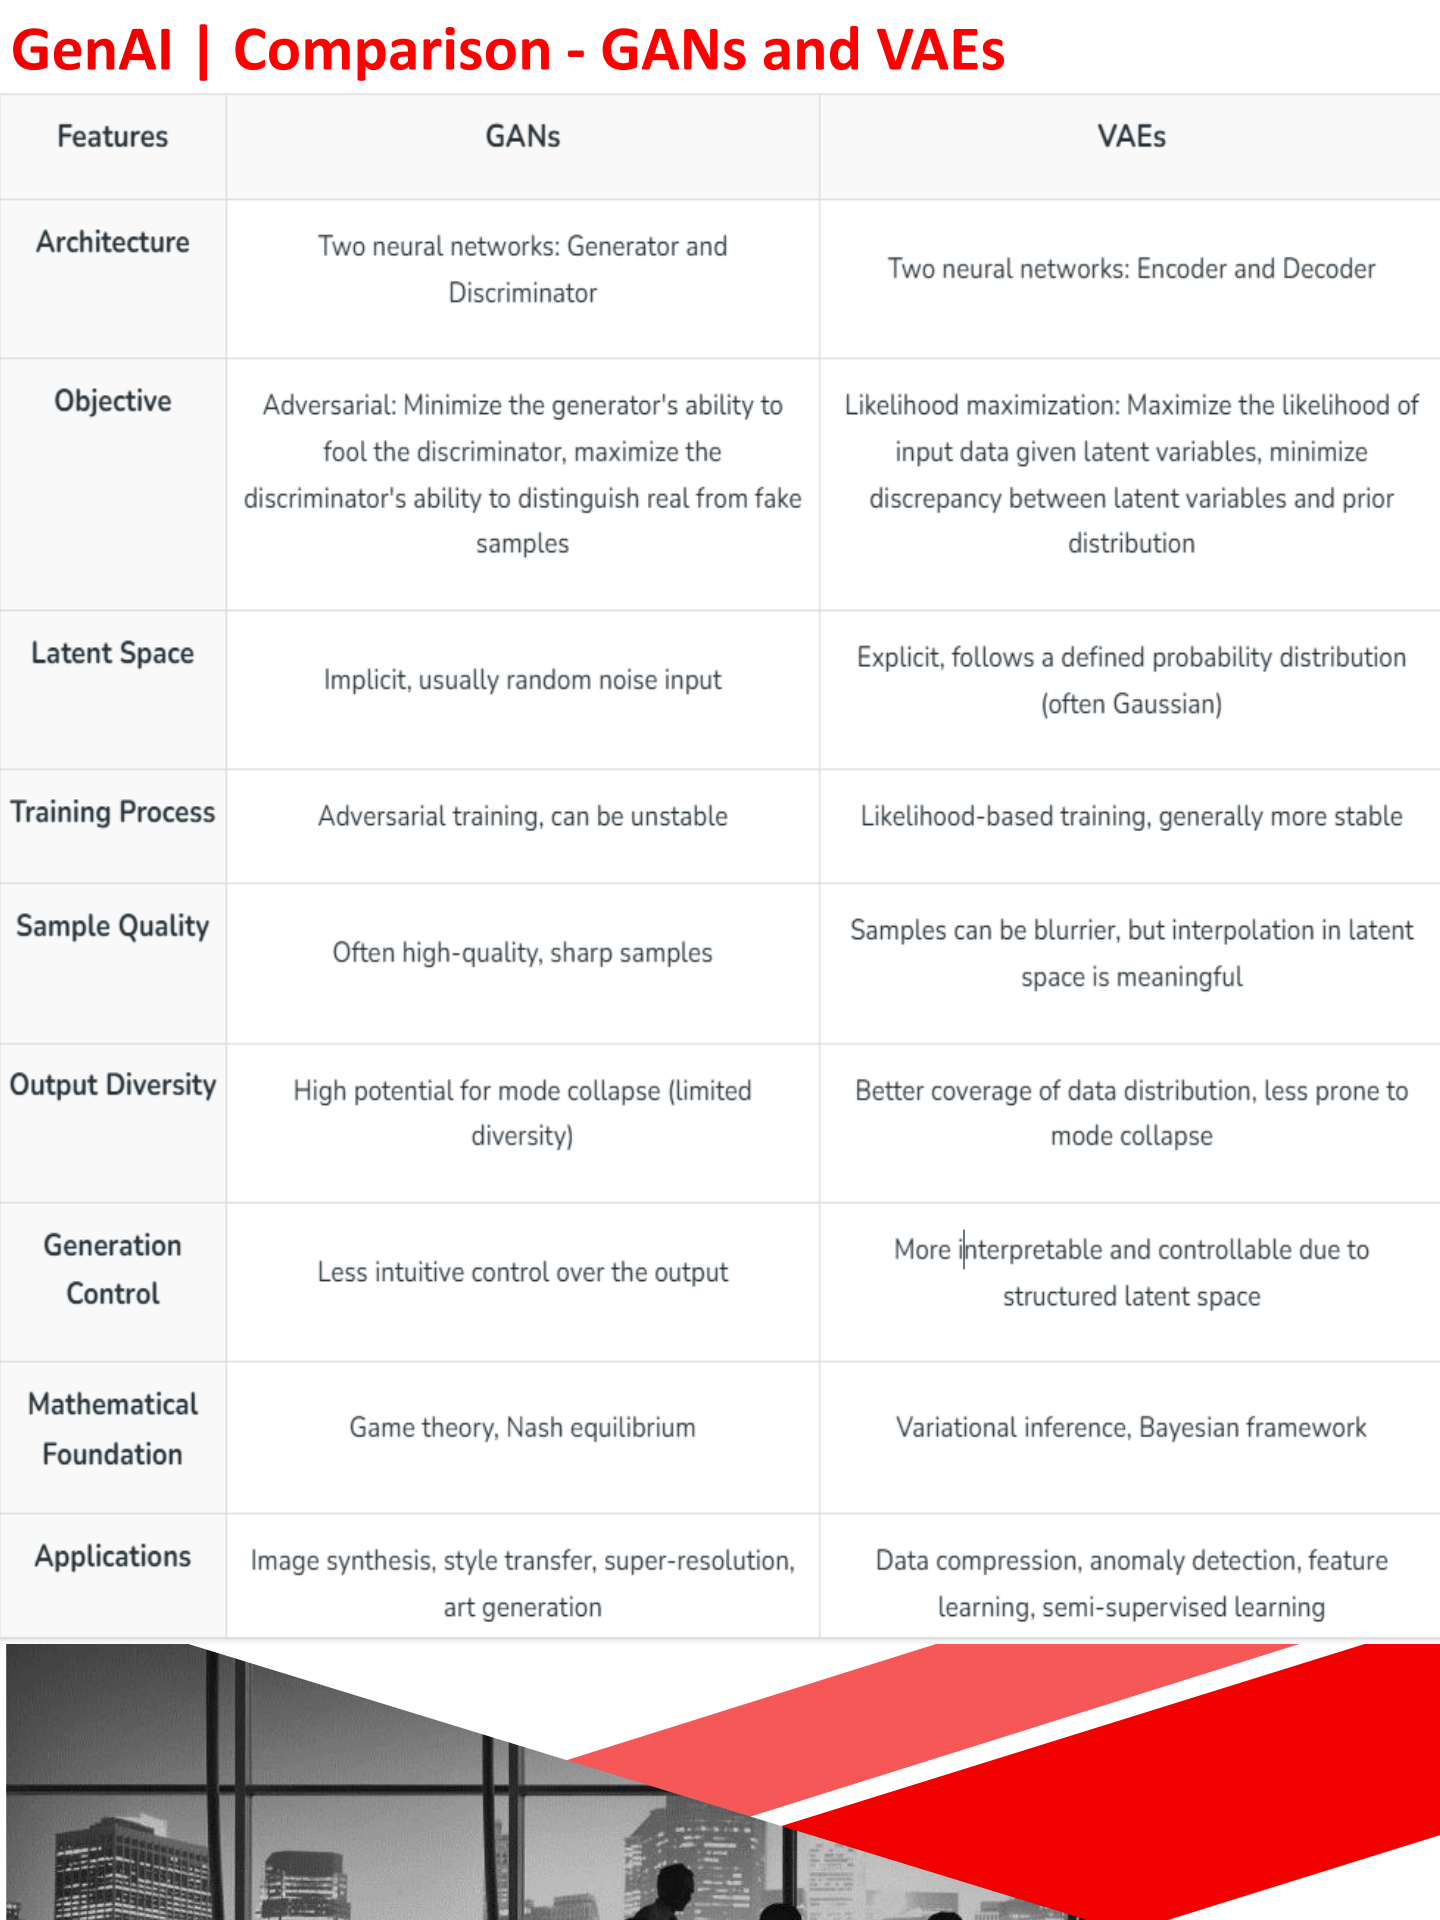 GenAI | Comparison - GANs and VAEs
Features
GANs
VAEs
Architecture
Two neural networks: Generator and
Discriminator
Two neural networks: Encoder and Decoder
Objective
Adversarial: Minimize the generator's ability to
fool the discriminator, maximize the
discriminator's ability to distinguish real from fake
samples
Likelihood maximization: Maximize the likelihood of
input data given latent variables, minimize
discrepancy between latent variables and prior
distribution
Latent Space
Implicit, usually random noise input
Explicit, follows a defined probability distribution
(often Gaussian)
Training Process
Adversarial training, can be unstable
Likelihood-based training, generally more stable
Sample Quality
Often high-quality, sharp samples
Samples can be blurrier, but interpolation in latent
space is meaningful
Output Diversity
High potential for mode collapse (limited
diversity)
Better coverage of data distribution, less prone to
mode collapse
Generation
Control
Less intuitive control over the output
More interpretable and controllable due to
structured latent space
Mathematical
Foundation
Game theory, Nash equilibrium
Variational inference, Bayesian framework
Applications
Image synthesis, style transfer, super-resolution,
art generation
Data compression, anomaly detection, feature
learning, semi-supervised learning